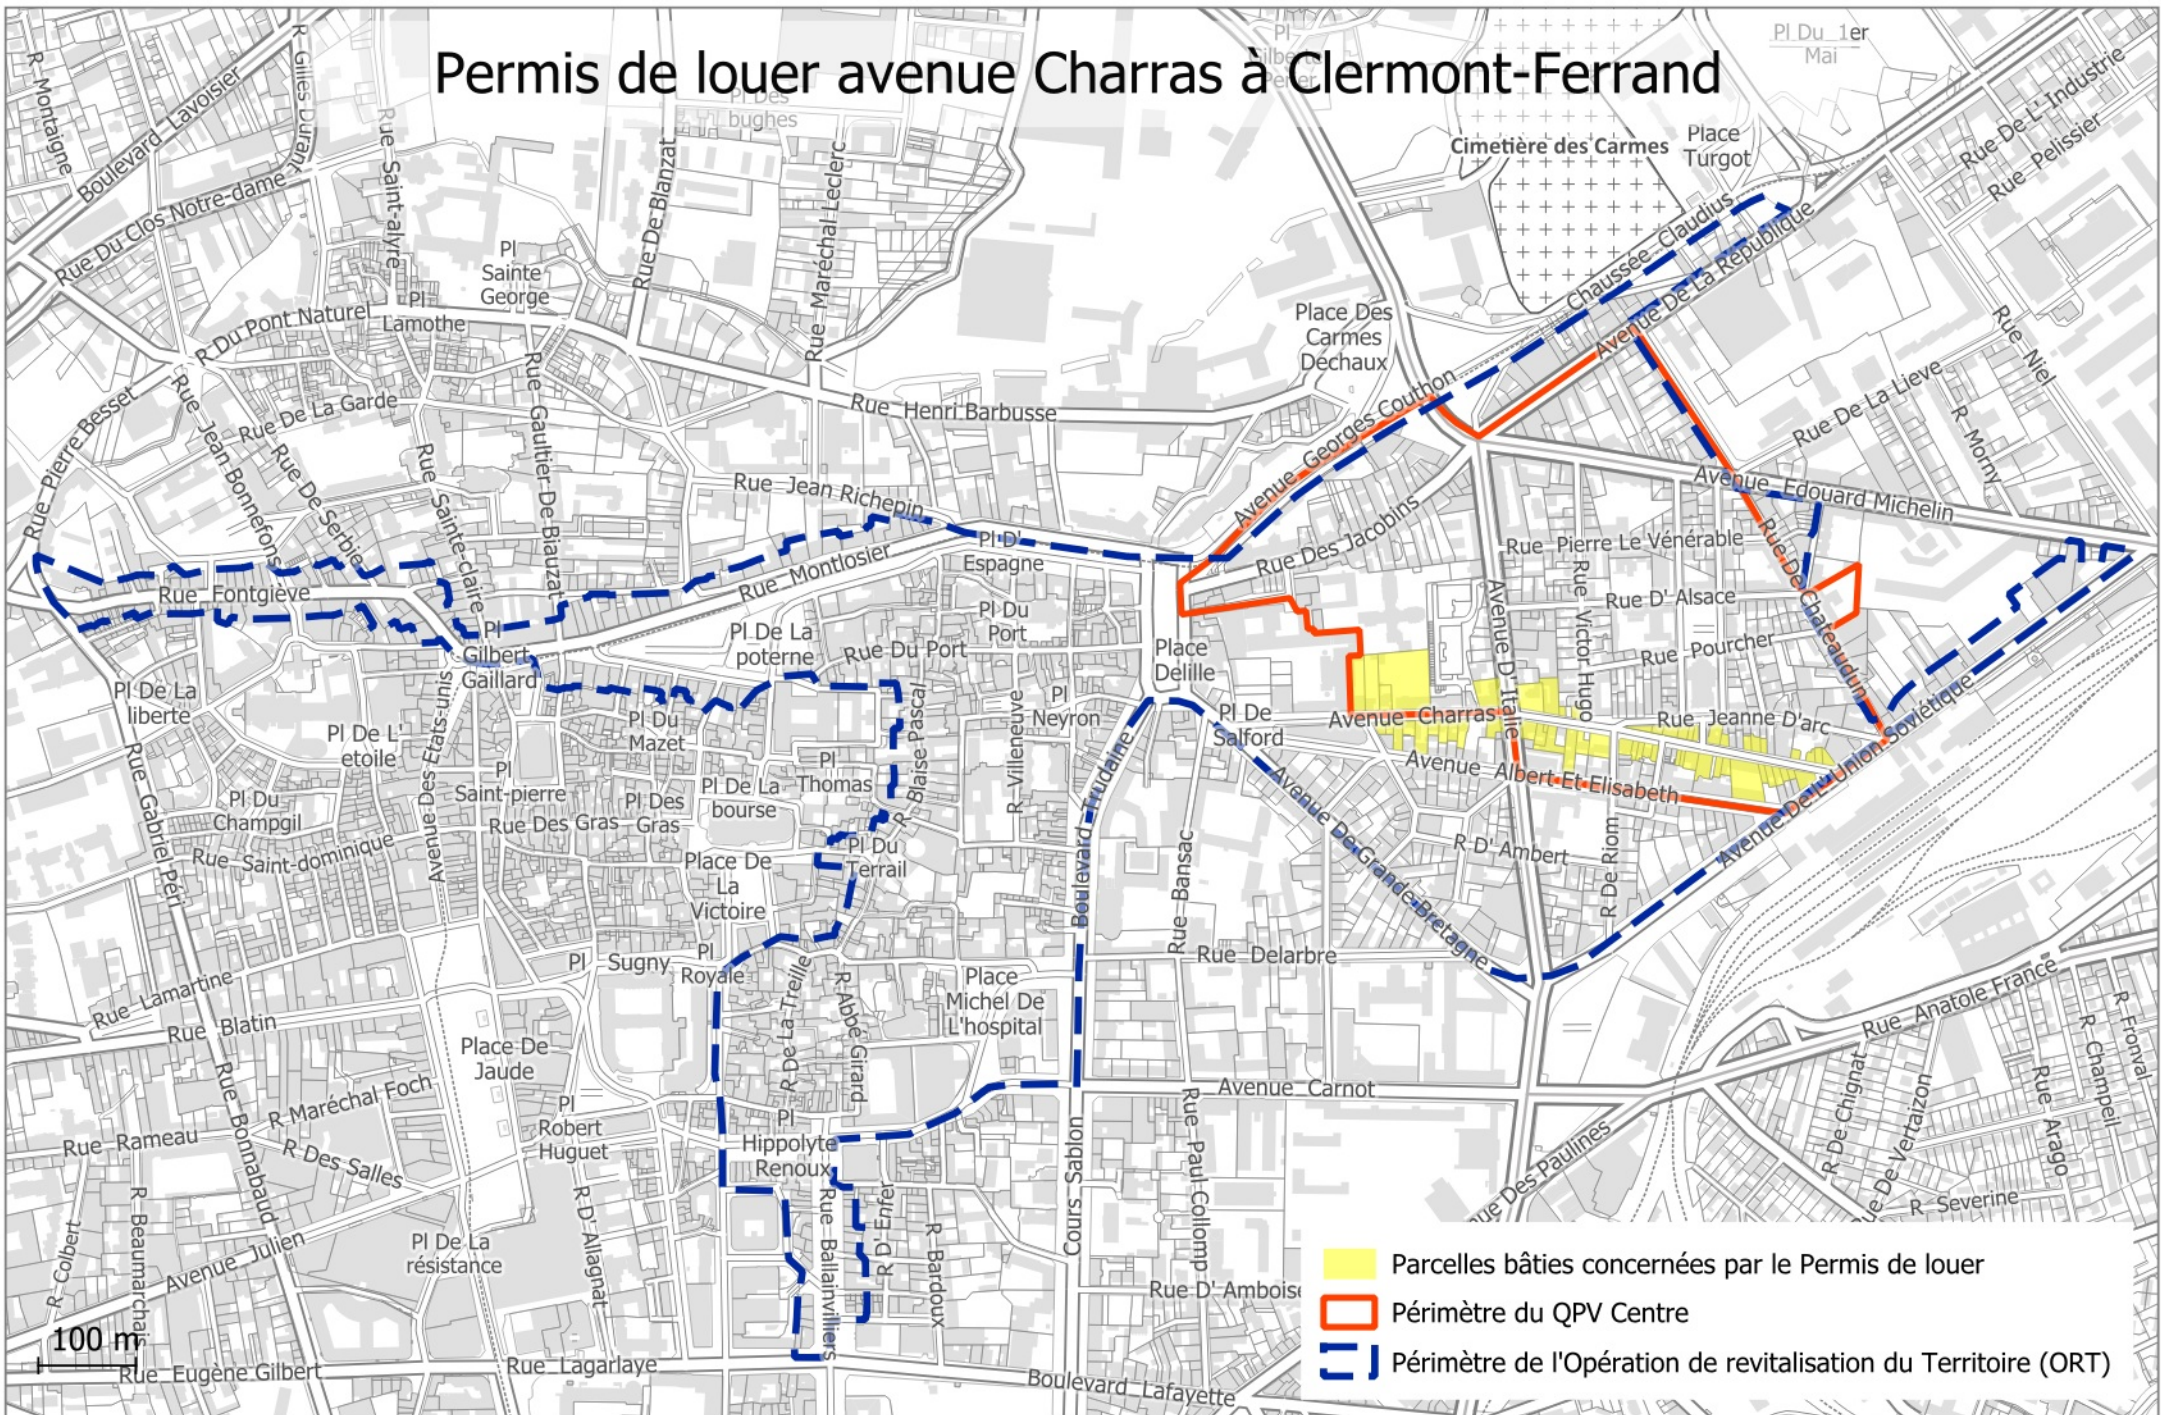 Permis de louer avenue Charras à Clermont-Ferrand
R Montaigne
Boulevard Lavoisier
R Gilles Durant
Rue Du Clos Notre-dame
Rue Saint-alyre
Pl Des
bughes
Pl
Gilberte
Perier
Pl Du 1er
Mai
Cimetière des Carmes
Place
Turgot
Rue De L' Industrie
Rue Pelissier
Rue De Blanzat
Rue Maréchal Leclerc
Pl
Sainte
George
Pl
Lamothe
R Du Pont Naturel
Chaussée Claudius
Avenue De La République
Place Des
Carmes
Dechaux
Rue Niel
Rue De La Lieve
R Morny
Rue Pierre Besset
Rue Jean Bonnefons
Rue De La Garde
Rue De Serbie
Rue Sainte-claire
Rue Gaultier De Biauzat
Rue Henri Barbusse
Rue Jean Richepin
Avenue Georges Couthon
Rue Des Jacobins
Avenue Edouard Michelin
Rue Pierre Le Vénérable
Rue De Chateaudun
Rue Victor Hugo
Rue D' Alsace
Rue Pourcher
Avenue D' Italie
Rue Fontgiève
Rue Montlosier
Pl D'
Espagne
Pl Du
Port
Pl De La
poterne
Rue Du Port
Pl
Gilbert
Gaillard
Place
Delille
Pl De La
liberte
Pl De L'
etoile
Avenue Des Etats-unis
Pl Du
Mazet
R Blaise Pascal
R Villeneuve
Pl
Neyron
Pl De
Salford
Avenue Charras
Rue Jeanne D'arc
Avenue Albert Et Elisabeth
Avenue De L' Union Soviétique
Rue Gabriel Péri
Pl
Saint-pierre
Pl Du
Champgil
Pl Des
Gras
Rue Des Gras
Pl De La
bourse
Pl
Thomas
Boulevard Trudaine
Avenue De Grande Bretagne
R D' Ambert
R De Riom
Rue Saint-dominique
Place De
La
Victoire
Pl Du
Terrail
Rue Bansac
Rue Delarbre
Pl Sugny
Pl
Royale
Rue Lamartine
Rue Blatin
R De La Treille
R Abbé Girard
Place
Michel De
L'hospital
Rue Anatole France
R Fronval
R Champeil
Place De
Jaude
Avenue Carnot
Rue Bonnabaud
R Maréchal Foch
Rue Rameau
R Des Salles
Pl
Robert
Huguet
Pl
Hippolyte
Renoux
Cours Sablon
Rue Paul Collomp
R De Chignat
Rue De Vertaizon
Rue Arago
R Severine
R Colbert
R Beaumarchais
Avenue Julien
Pl De La
résistance
R D' Allagnat
Rue Ballainvilliers
R D' Enfer
R Bardoux
Rue D' Amboise
Rue Eugène Gilbert
Rue Lagarlaye
Boulevard Lafayette
100 m
Parcelles bâties concernées par le Permis de louer
Périmètre du QPV Centre
Périmètre de l'Opération de revitalisation du Territoire (ORT)